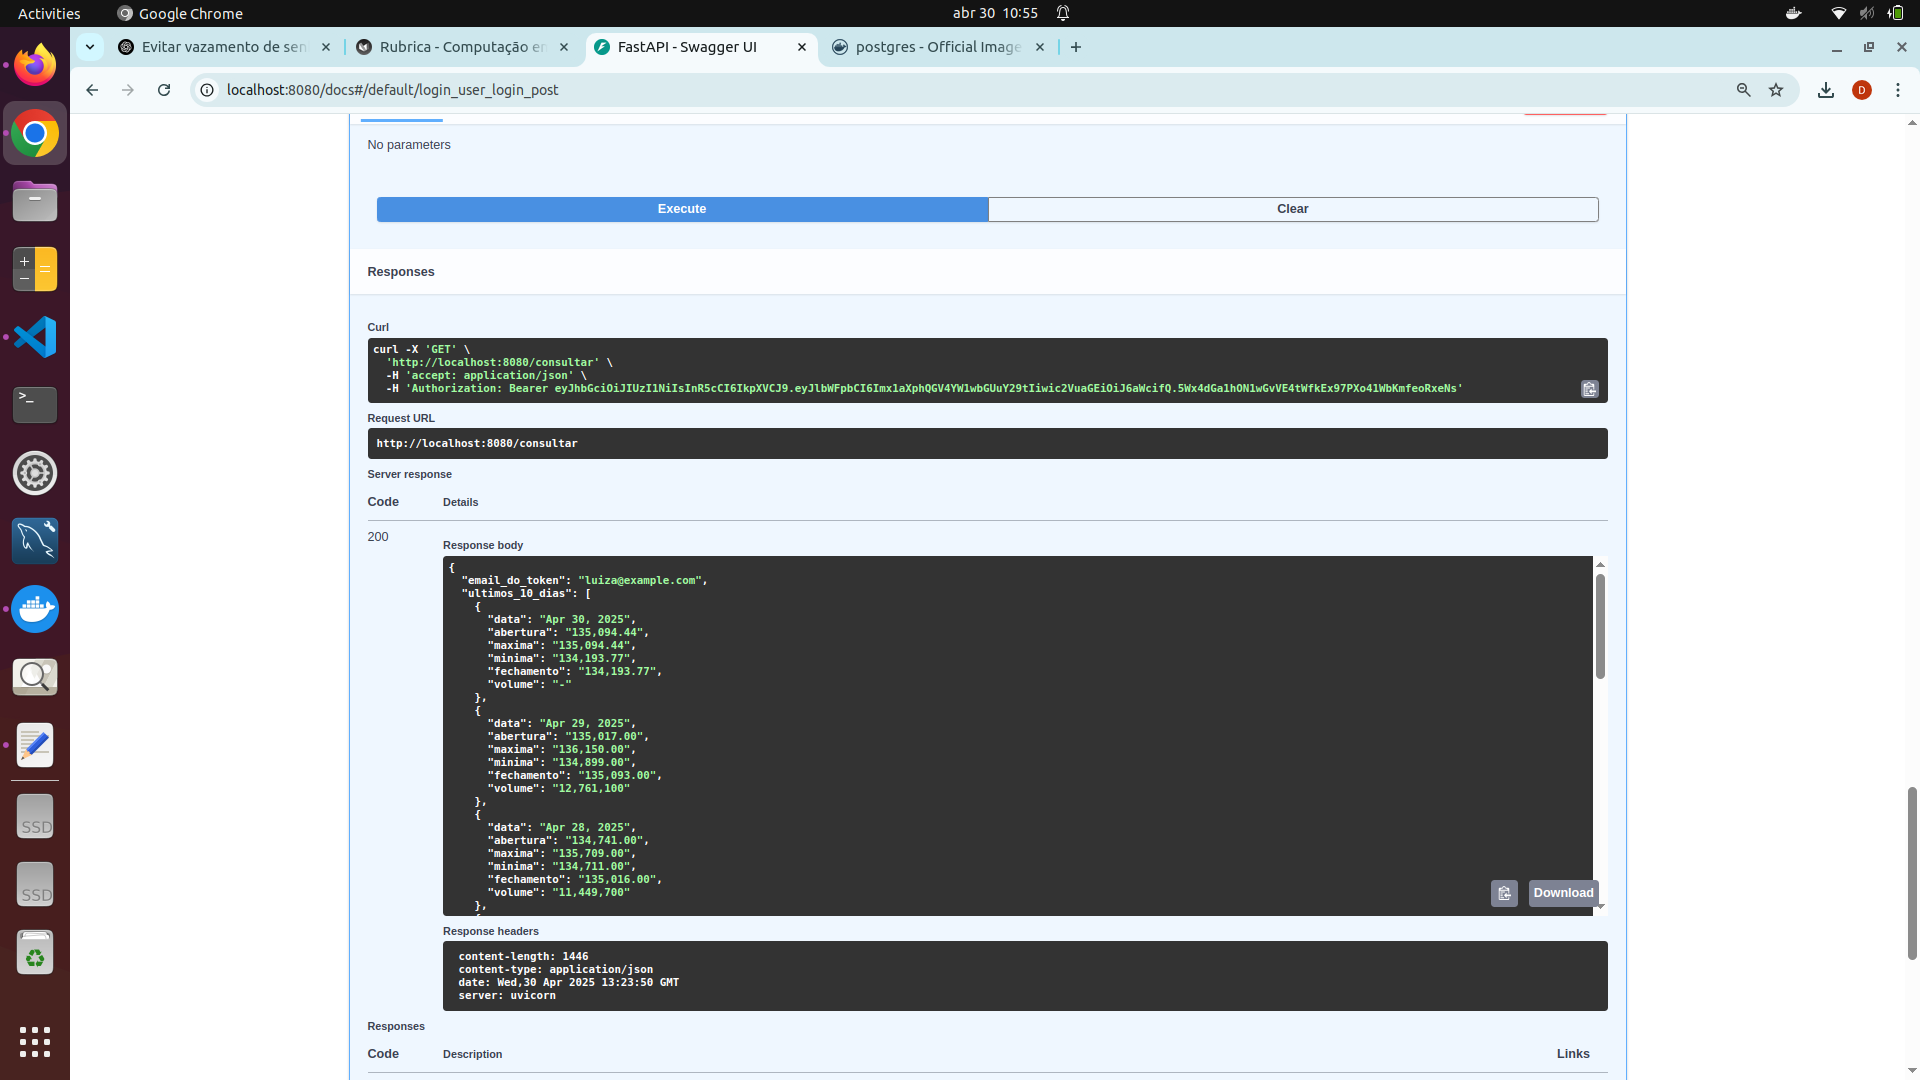 Activities
Google Chrome
abr 30 10:55
Evitar vazamento de sen
Rubrica - Computação en
FastAPI - Swagger UI
postgres - Official Image
localhost:8080/docs#/default/login_user_login_post
D
No parameters
Execute
Clear
Responses
Curl
curl -X 'GET' \
'http://localhost:8080/consultar' \
-H 'accept: application/json' \
-H 'Authorization: Bearer eyJhbGciOiJIUzI1NiIsInR5cCI6IkpXVCJ9.eyJlbWFpbCI6Imx1aXphQGV4YW1wbGUuY29tIiwic2VuaGEiOiJ6aWcifQ.5Wx4dGa1hON1wGvVE4tWfkEx97PXo41WbKmfeoRxeNs'
Request URL
http://localhost:8080/consultar
Server response
Code
Details
200
Response body
{
"email_do_token": "luiza@example.com",
"ultimos_10_dias": [
{
"data": "Apr 30, 2025",
"abertura": "135,094.44",
"maxima": "135,094.44",
"minima": "134,193.77",
"fechamento": "134,193.77",
"volume": "-"
},
{
"data": "Apr 29, 2025",
"abertura": "135,017.00",
"maxima": "136,150.00",
"minima": "134,899.00",
"fechamento": "135,093.00",
"volume": "12,761,100"
},
{
"data": "Apr 28, 2025",
"abertura": "134,741.00",
"maxima": "135,709.00",
"minima": "134,711.00",
"fechamento": "135,016.00",
"volume": "11,449,700"
},
Download
Response headers
content-length: 1446
content-type: application/json
date: Wed,30 Apr 2025 13:23:50 GMT
server: uvicorn
Responses
Code
Description
Links
SSD
SSD